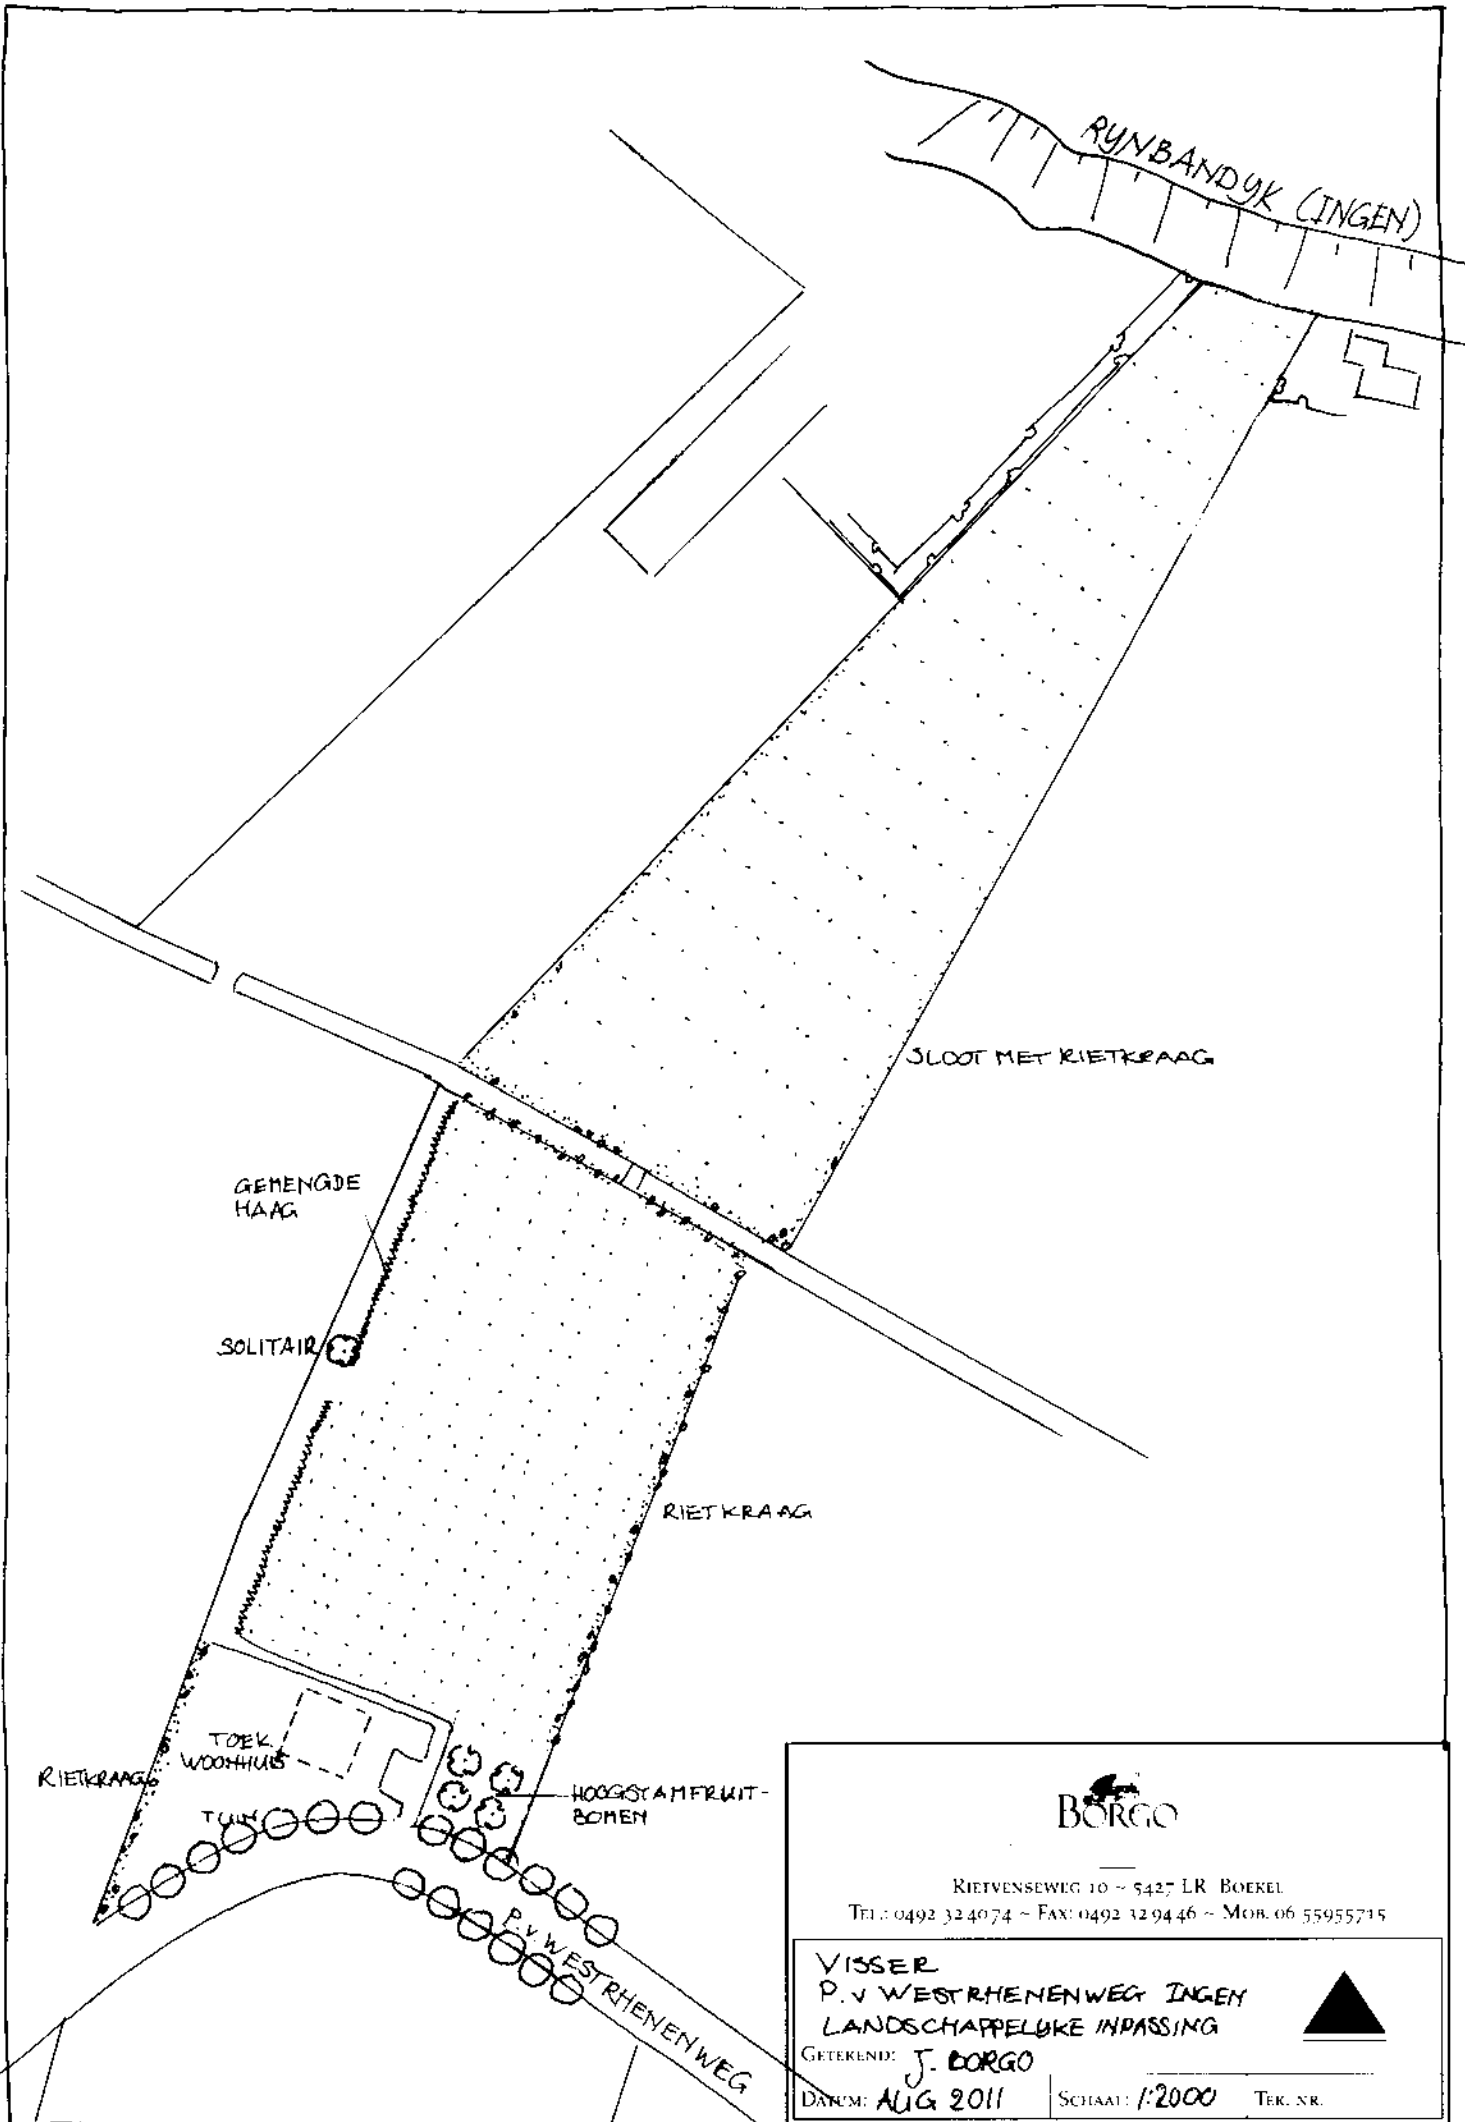 RYNBANDYK (INGEN)
SLOOT MET RIETKRAAG
GEMENGDE
HAAG
SOLITAIR
RIETKRAAG
TOEK.
WOONHUIS
RIETKRAAG
TUIN
HOOGSTAMFRUIT-
BOMEN
P.V. WESTRHENENWEG
BORGO
RIETVENSEWEG 10 ~ 5427 LR BOEKEL
TEL.: 0492 324074 ~ FAX: 0492 329446 ~ MOB. 06 55955715
VISSER
P. V WESTRHENENWEG INGEN
LANDSCHAPPELYKE INPASSING
GETEKEND: J. BORGO
DATUM: AUG 2011 SCHAAL: 1:2000 TEK. NR.